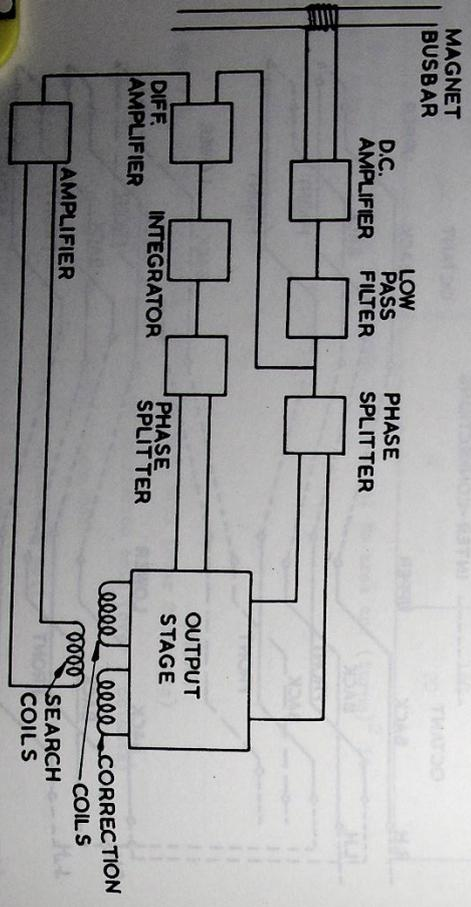 MAGNET
BUSBAR
D.C.
AMPLIFIER
LOW
PASS
FILTER
PHASE
SPLITTER
DIFF.
AMPLIFIER
INTEGRATOR
PHASE
SPLITTER
OUTPUT
STAGE
AMPLIFIER
SEARCH
COILS
CORRECTION
COILS